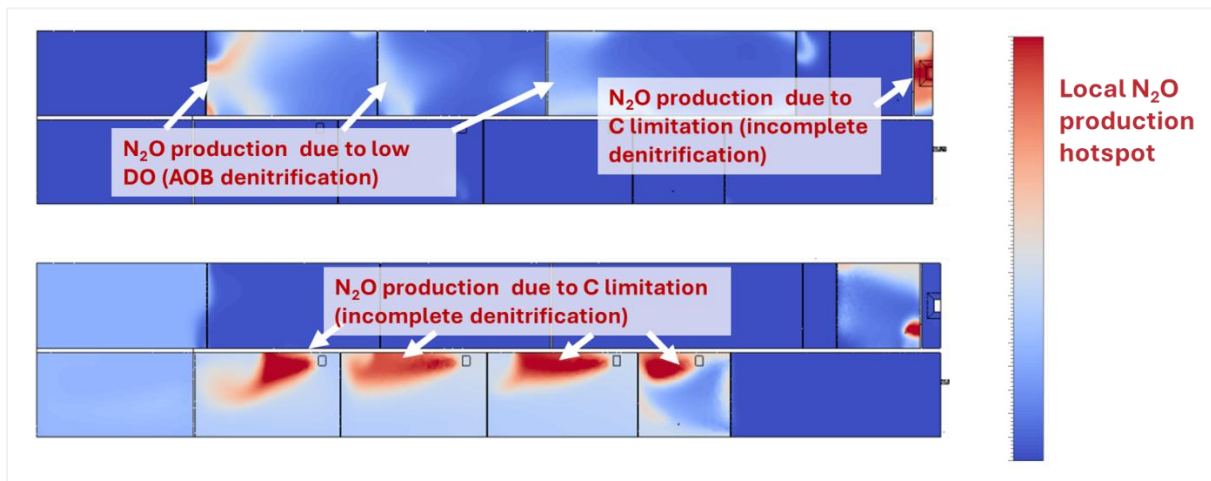 N₂O production due to low
DO (AOB denitrification)
N₂O production due to
C limitation (incomplete
denitrification)
Local N₂O
production
hotspot
N₂O production due to C limitation
(incomplete denitrification)